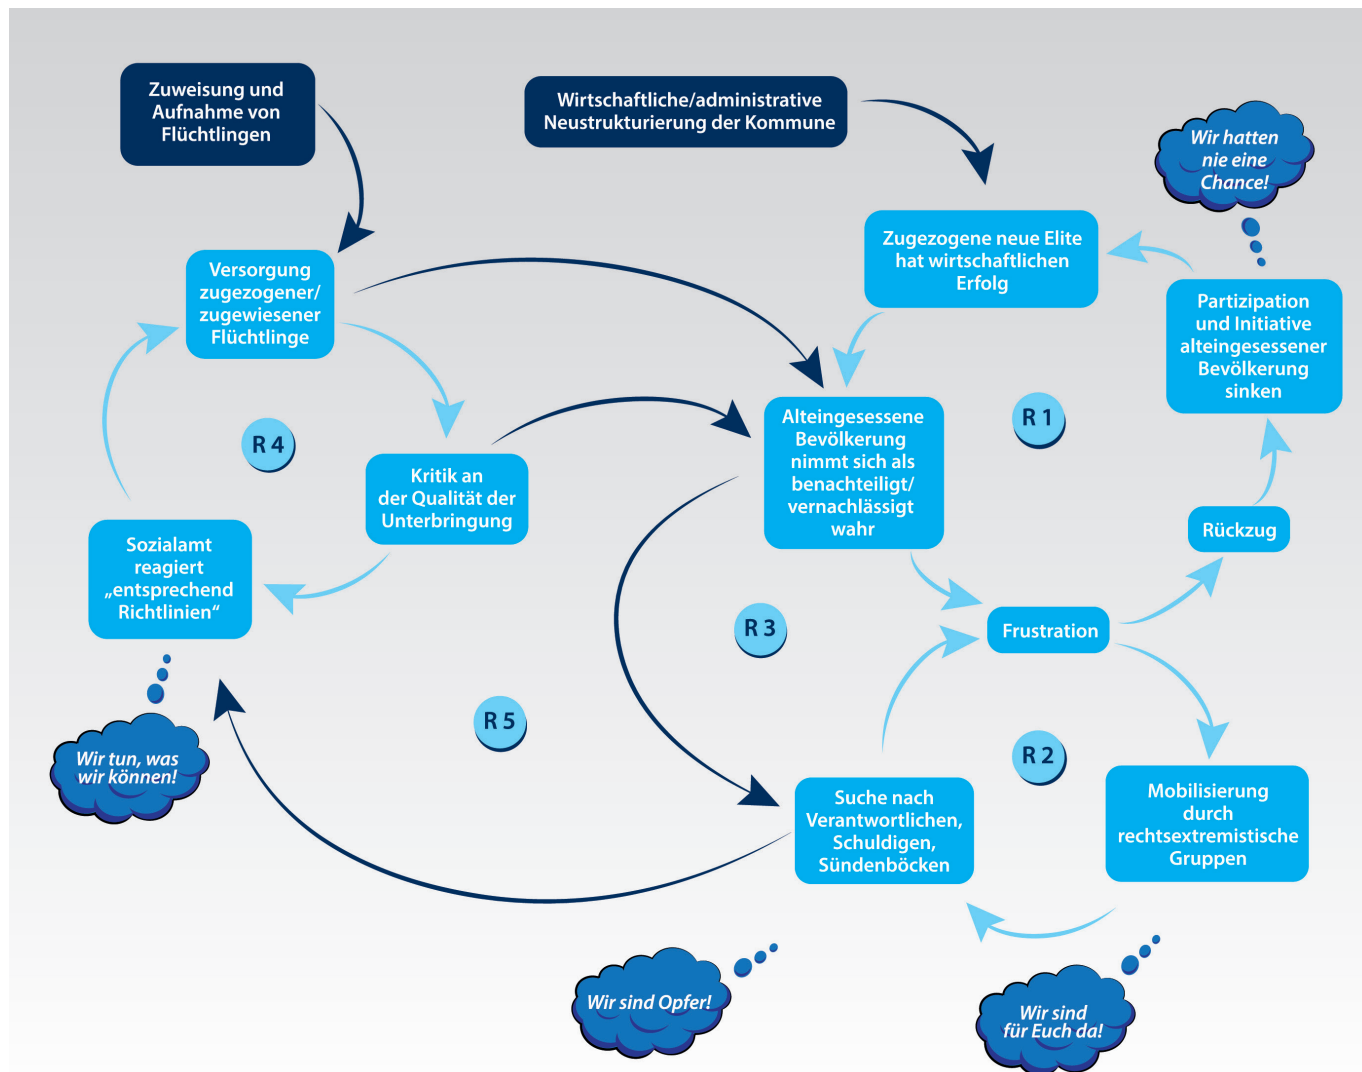 Zuweisung und
Aufnahme von
Flüchtlingen
Wirtschaftliche/administrative
Neustrukturierung der Kommune
Wir hatten
nie eine
Chance!
Zugezogene neue Elite
hat wirtschaftlichen
Erfolg
Versorgung
zugezogener/
zugewiesener
Flüchtlinge
Partizipation
und Initiative
alteingesessener
Bevölkerung
sinken
R 4
R 1
Alteingesessene
Bevölkerung
nimmt sich als
benachteiligt/
vernachlässigt
wahr
Kritik an
der Qualität der
Unterbringung
Rückzug
Sozialamt
reagiert
„entsprechend
Richtlinien“
R 3
Frustration
R 5
R 2
Wir tun, was
wir können!
Suche nach
Verantwortlichen,
Schuldigen,
Sündenböcken
Mobilisierung
durch
rechtsextremistische
Gruppen
Wir sind Opfer!
Wir sind
für Euch da!